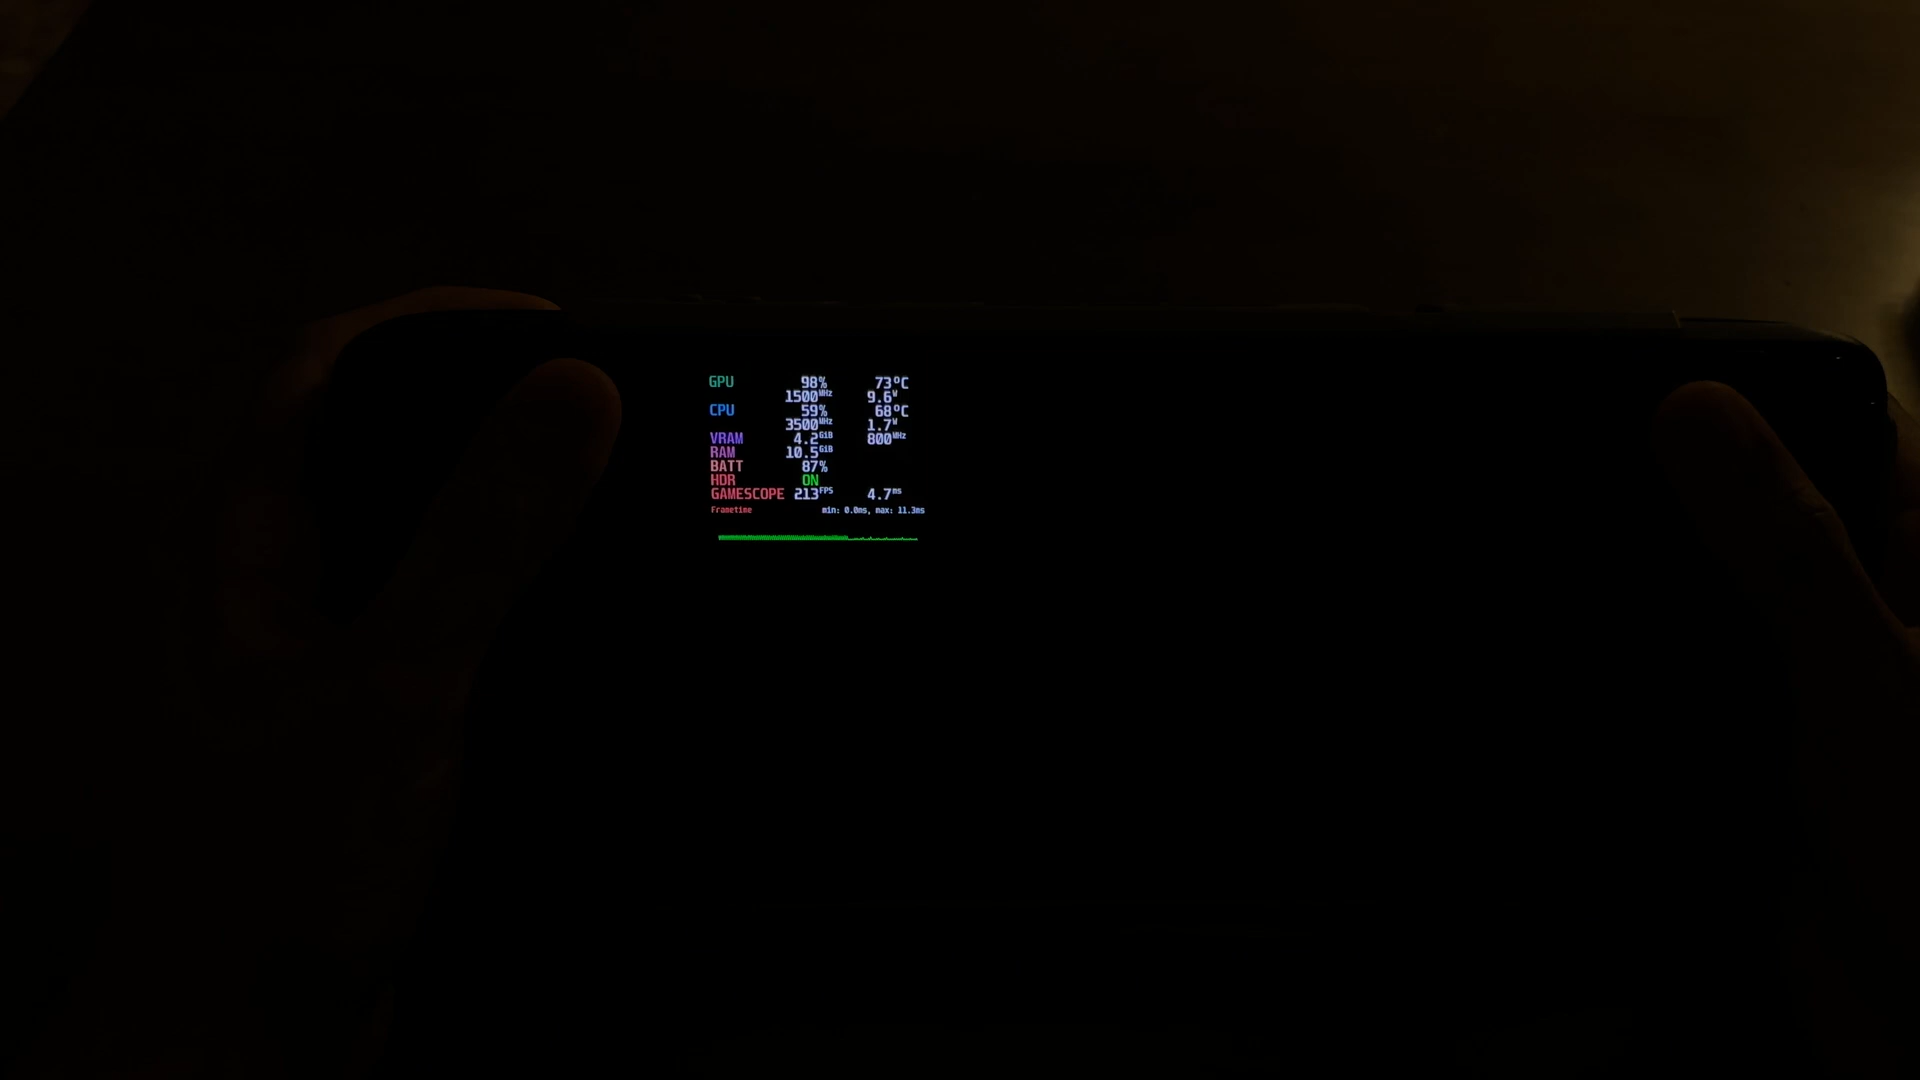 GPU 98% 73°C
1500MHz 9.6W
CPU 59% 68°C
3500MHz 1.7W
VRAM 4.2GiB 800MHz
RAM 10.5GiB
BATT 87%
HDR ON
GAMESCOPE 213FPS 4.7ms
Frametime min: 0.0ms, max: 11.3ms